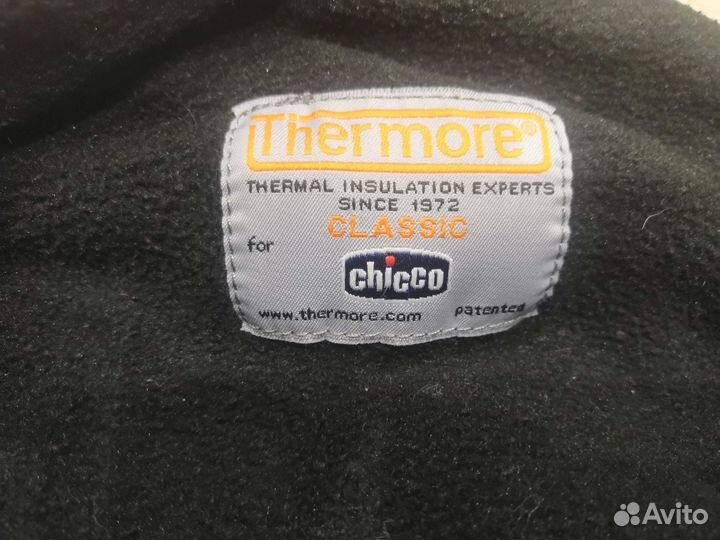 Thermore®
THERMAL INSULATION EXPERTS
SINCE 1972
CLASSIC
for
chicco
www.thermore.com patented
Avito